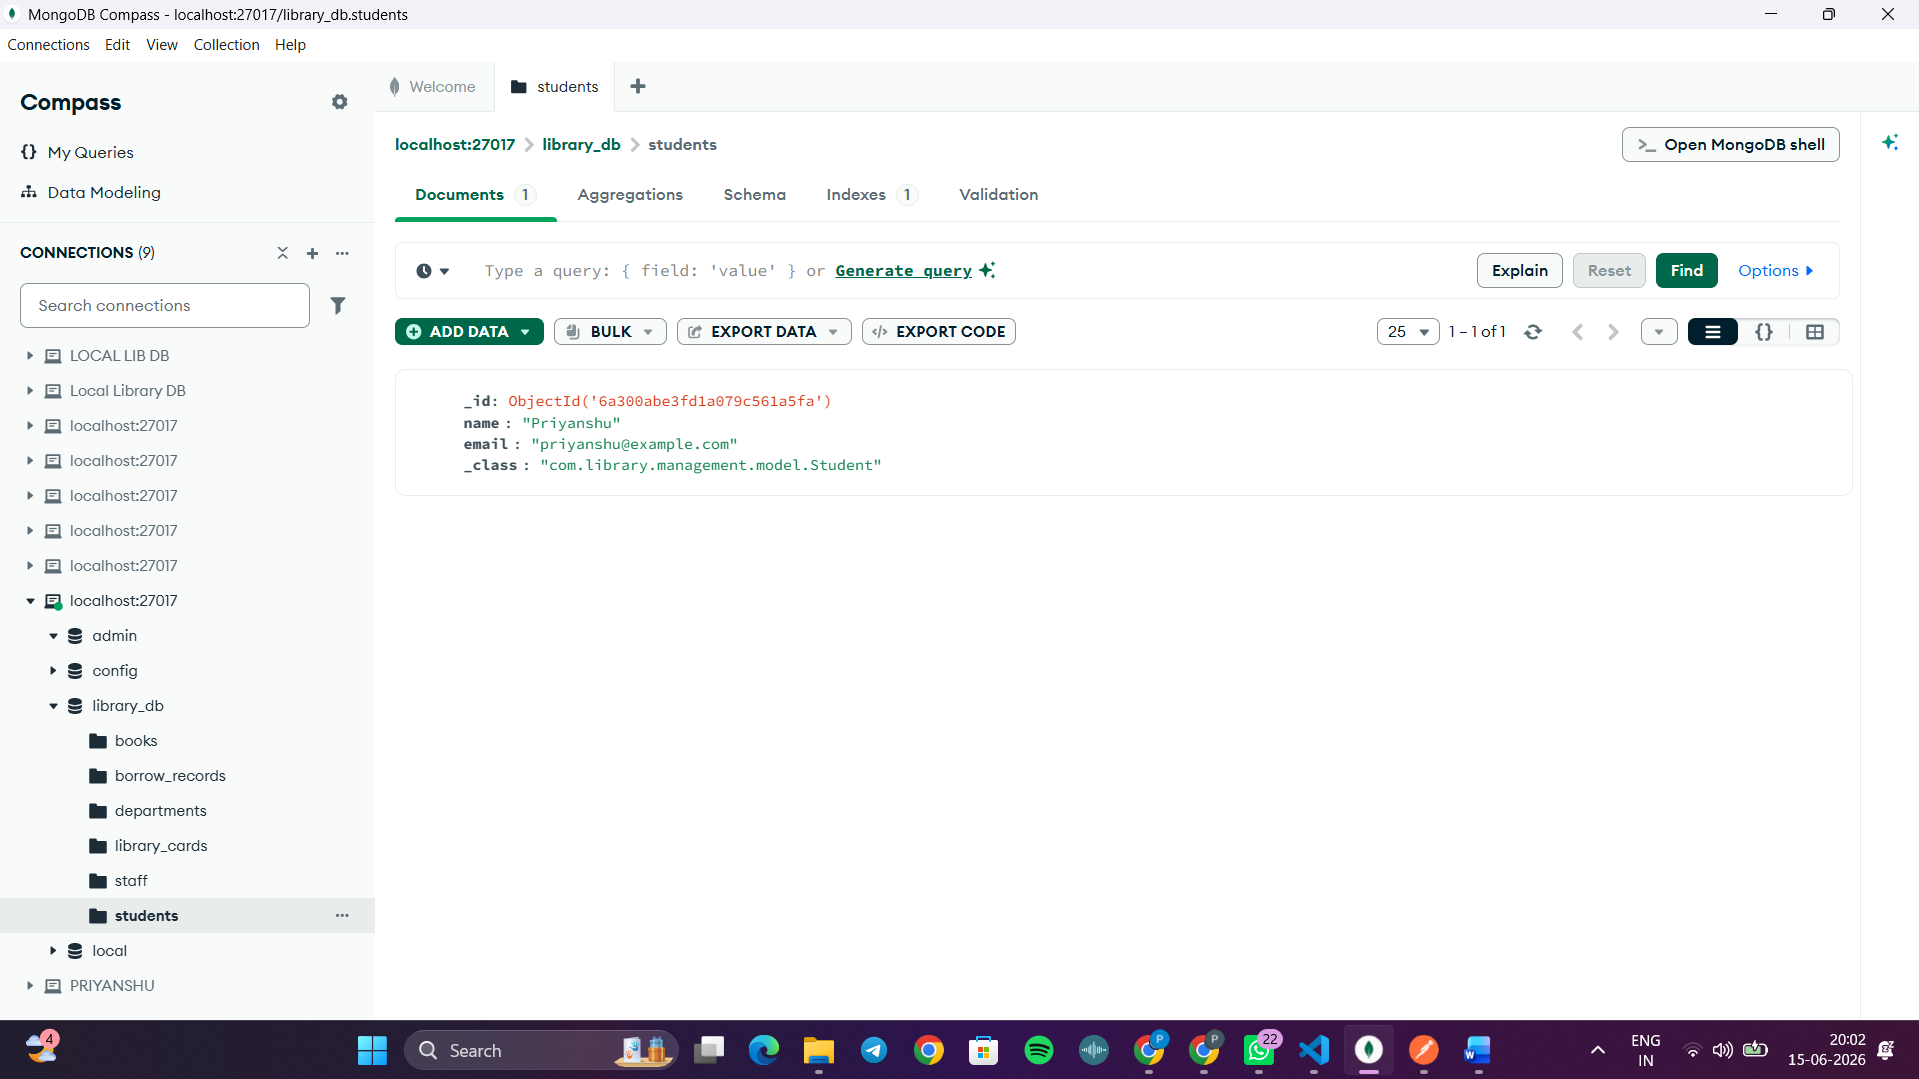 MongoDB Compass - localhost:27017/library_db.students
Connections Edit View Collection Help
Compass
My Queries
Data Modeling
CONNECTIONS (9)
Search connections
LOCAL LIB DB
Local Library DB
localhost:27017
localhost:27017
localhost:27017
localhost:27017
localhost:27017
localhost:27017
admin
config
library_db
books
borrow_records
departments
library_cards
staff
students
local
PRIYANSHU
Welcome
students
localhost:27017 > library_db > students
>_ Open MongoDB shell
Documents 1 Aggregations Schema Indexes 1 Validation
Type a query: { field: 'value' } or Generate query
Explain Reset Find Options
ADD DATA BULK EXPORT DATA EXPORT CODE
25 1 – 1 of 1
_id: ObjectId('6a300abe3fd1a079c561a5fa')
name : "Priyanshu"
email : "priyanshu@example.com"
_class : "com.library.management.model.Student"
4
Search
P
P
22
ENG
IN
20:02
15-06-2026